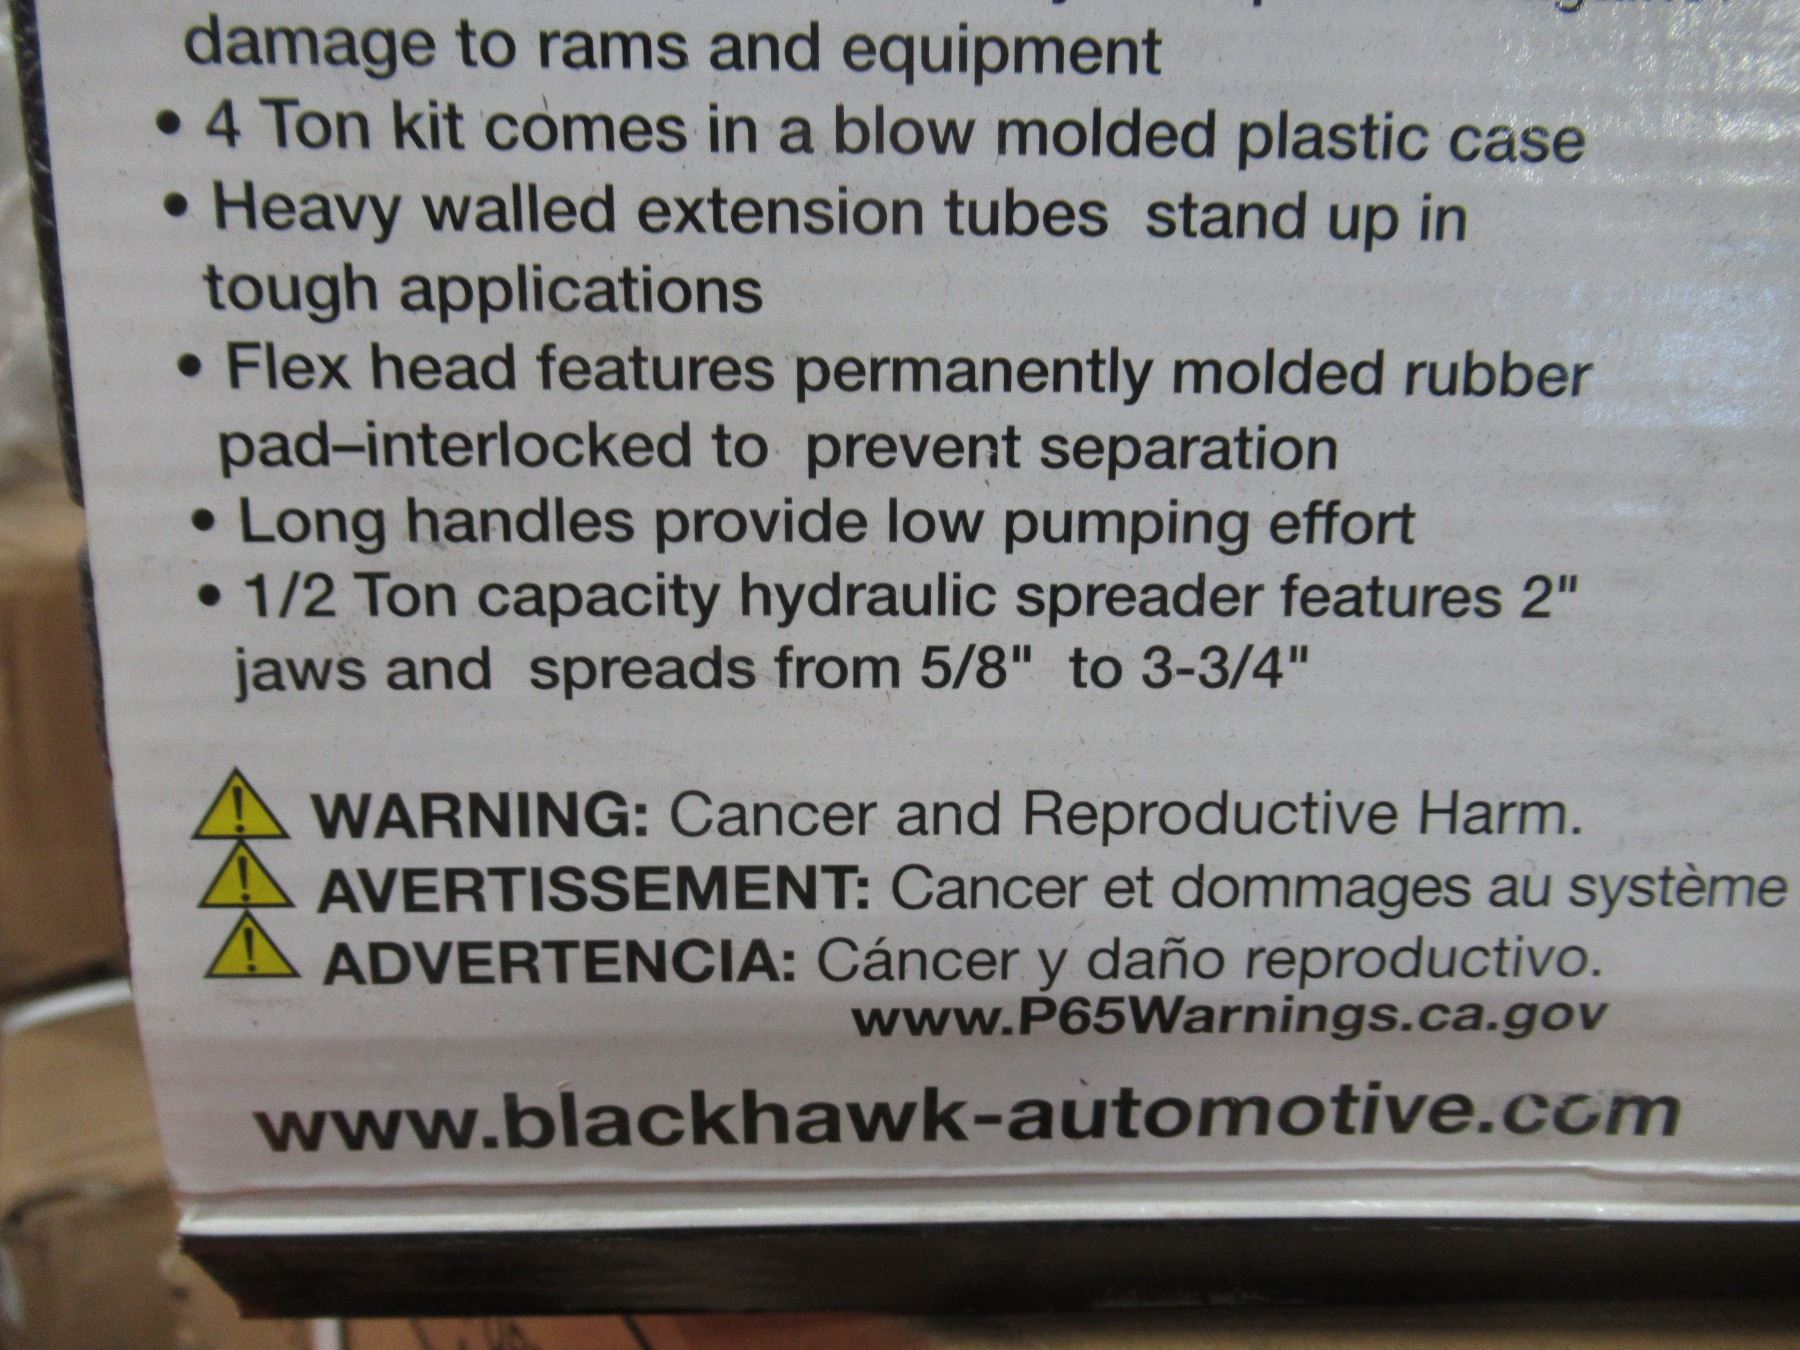 damage to rams and equipment
• 4 Ton kit comes in a blow molded plastic case
• Heavy walled extension tubes stand up in
tough applications
• Flex head features permanently molded rubber
pad–interlocked to prevent separation
• Long handles provide low pumping effort
• 1/2 Ton capacity hydraulic spreader features 2"
jaws and spreads from 5/8" to 3-3/4"
WARNING: Cancer and Reproductive Harm.
AVERTISSEMENT: Cancer et dommages au système
ADVERTENCIA: Cáncer y daño reproductivo.
www.P65Warnings.ca.gov
www.blackhawk-automotive.com